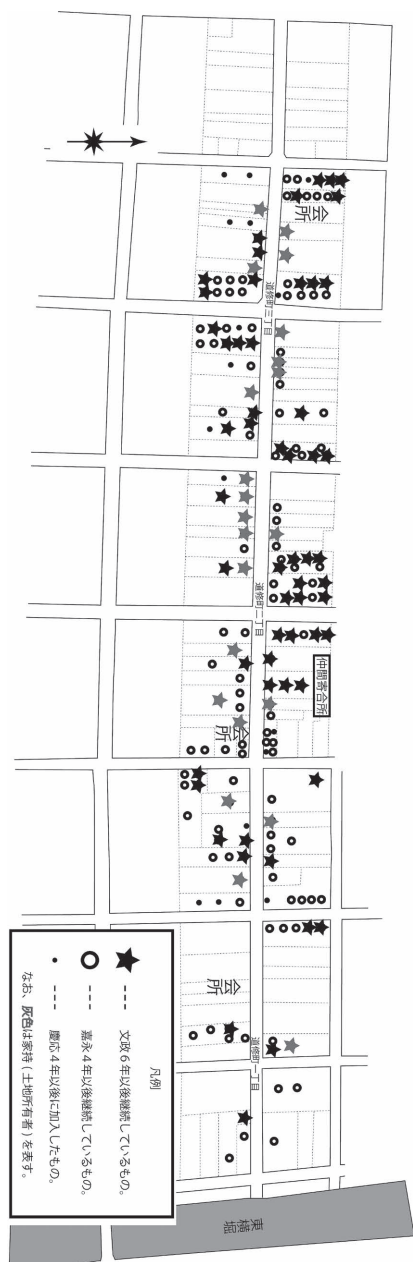 会所
道修町三丁目
道修町二丁目
仲間寄合所
会所
会所
道修町一丁目
東横堀
凡例
★ --- 文政6年以後継続しているもの。
○ --- 嘉永4年以後継続しているもの。
・ --- 慶応4年以後に加入したもの。
なお、灰色は家持(土地所有者)を表す。